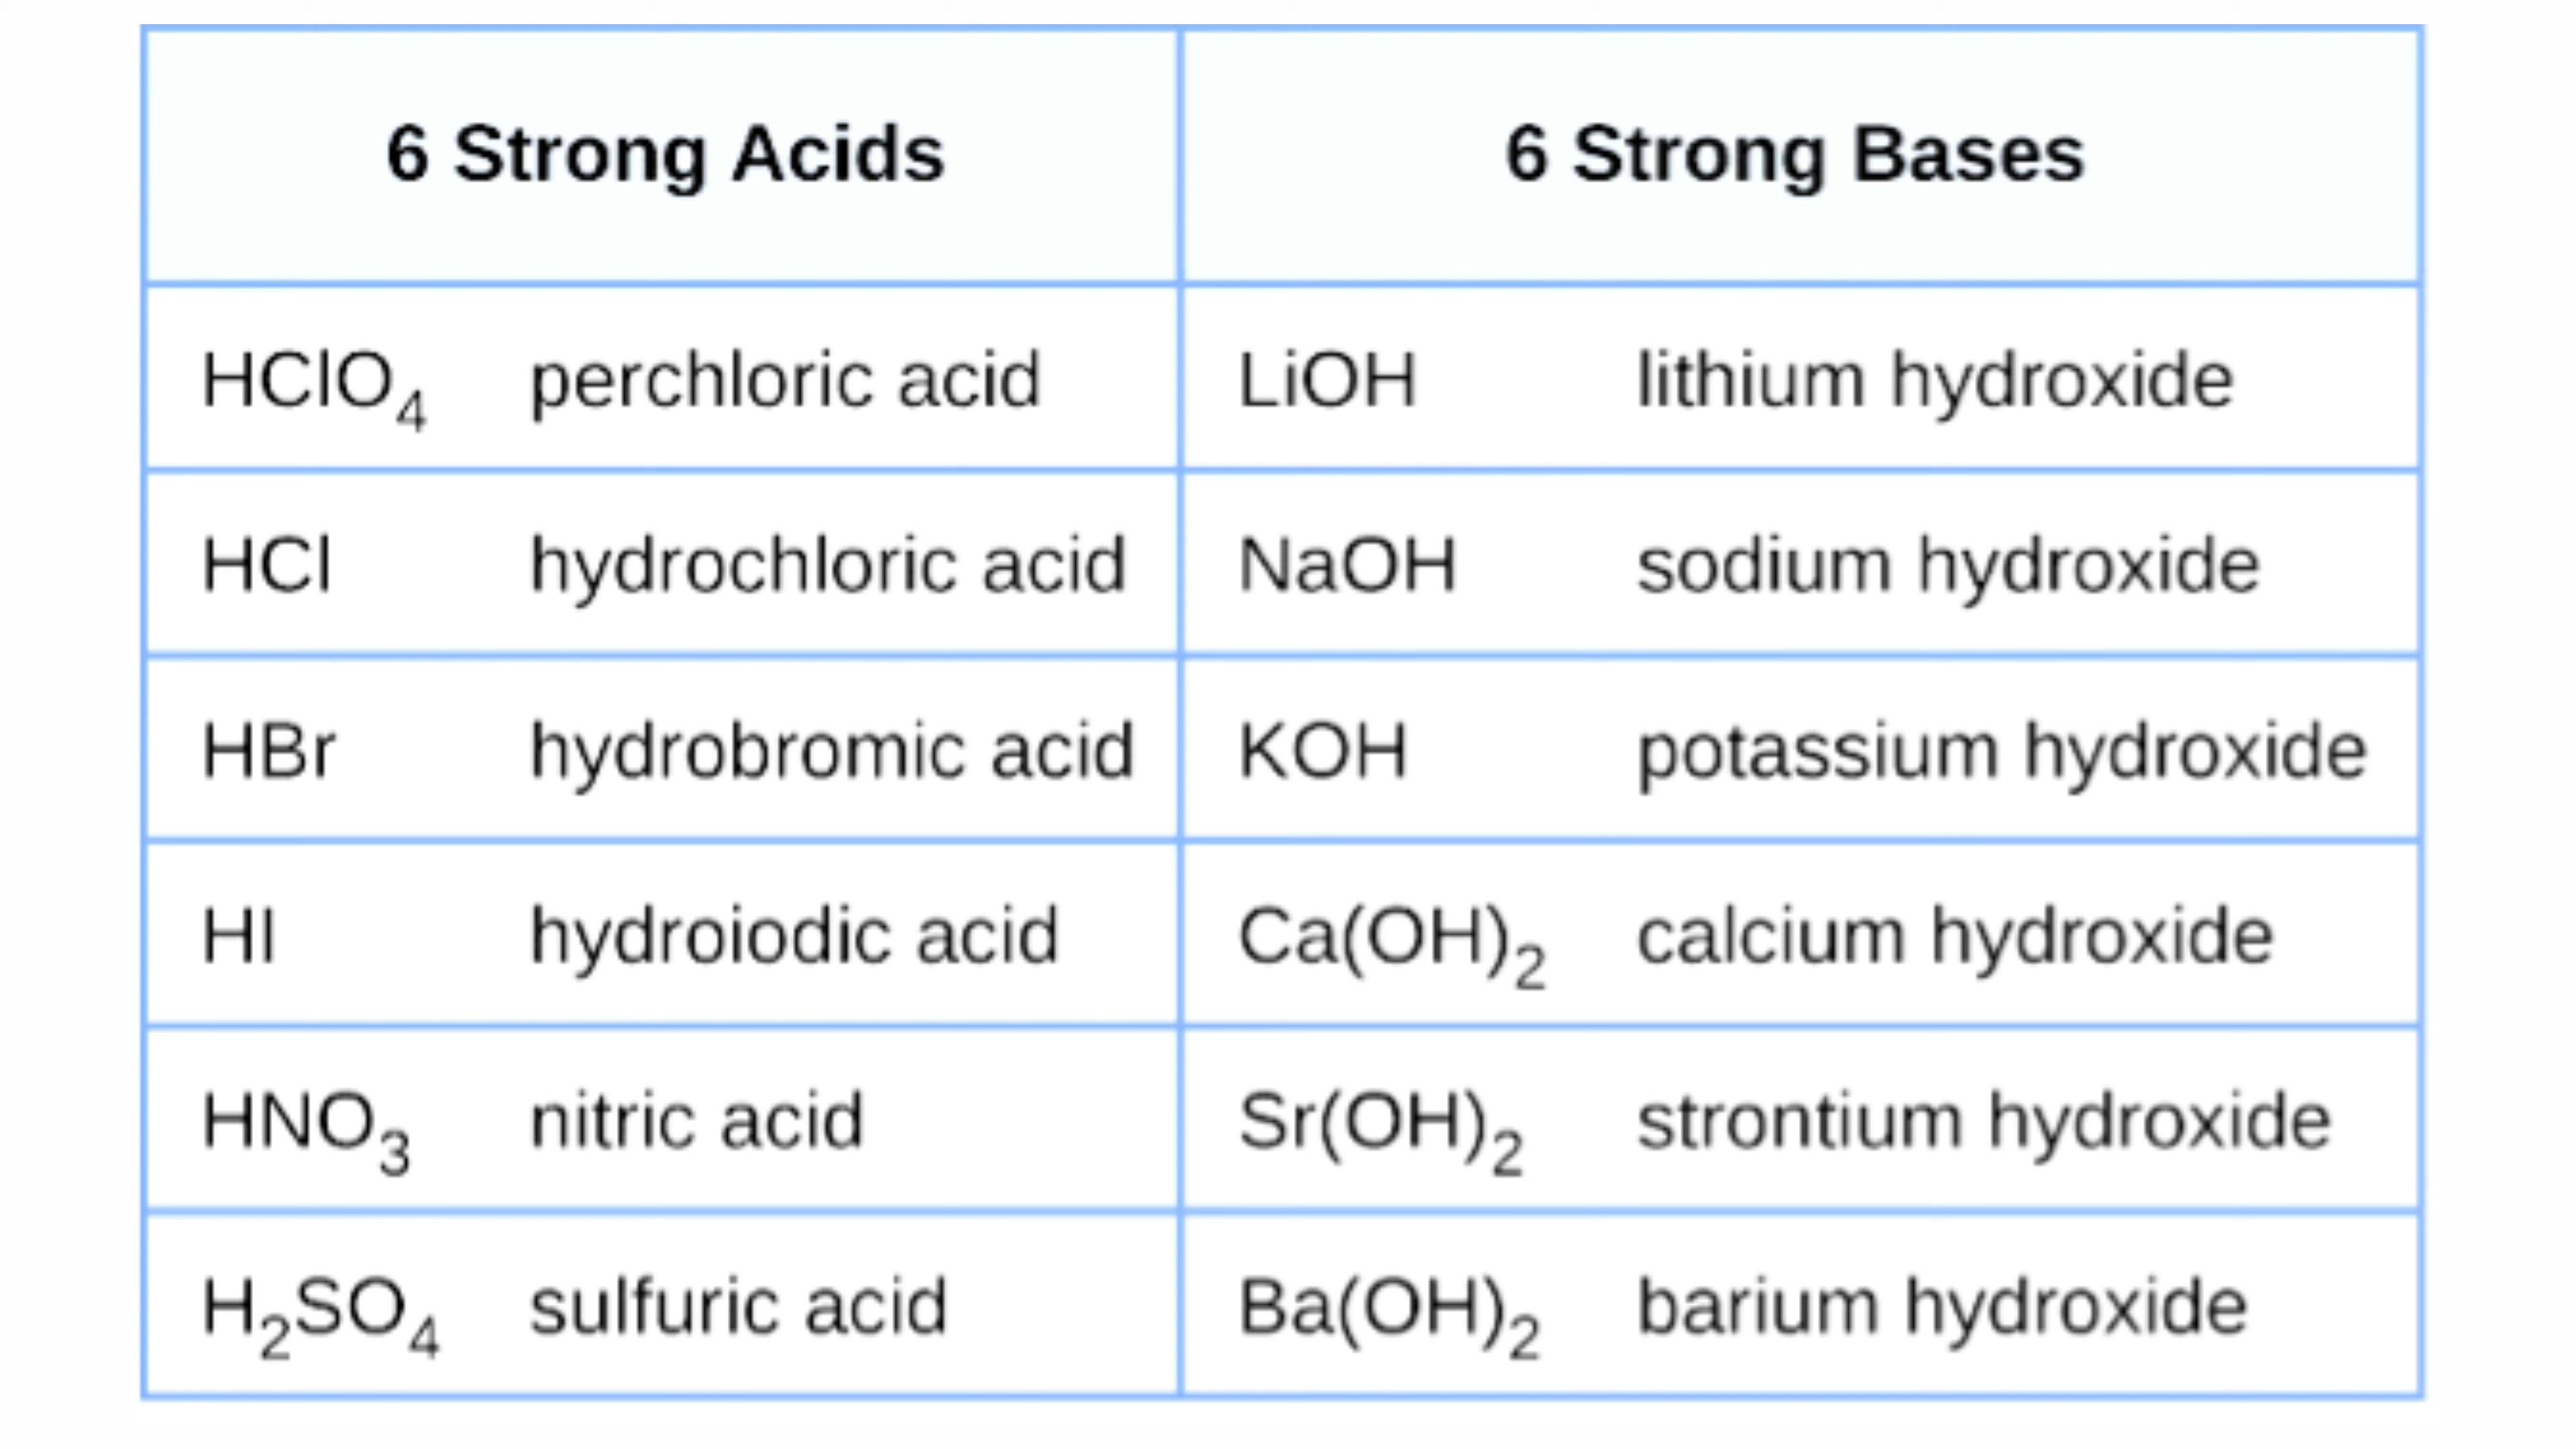 6 Strong Acids 6 Strong Bases
HClO₄ perchloric acid LiOH lithium hydroxide
HCl hydrochloric acid NaOH sodium hydroxide
HBr hydrobromic acid KOH potassium hydroxide
HI hydroiodic acid Ca(OH)₂ calcium hydroxide
HNO₃ nitric acid Sr(OH)₂ strontium hydroxide
H₂SO₄ sulfuric acid Ba(OH)₂ barium hydroxide